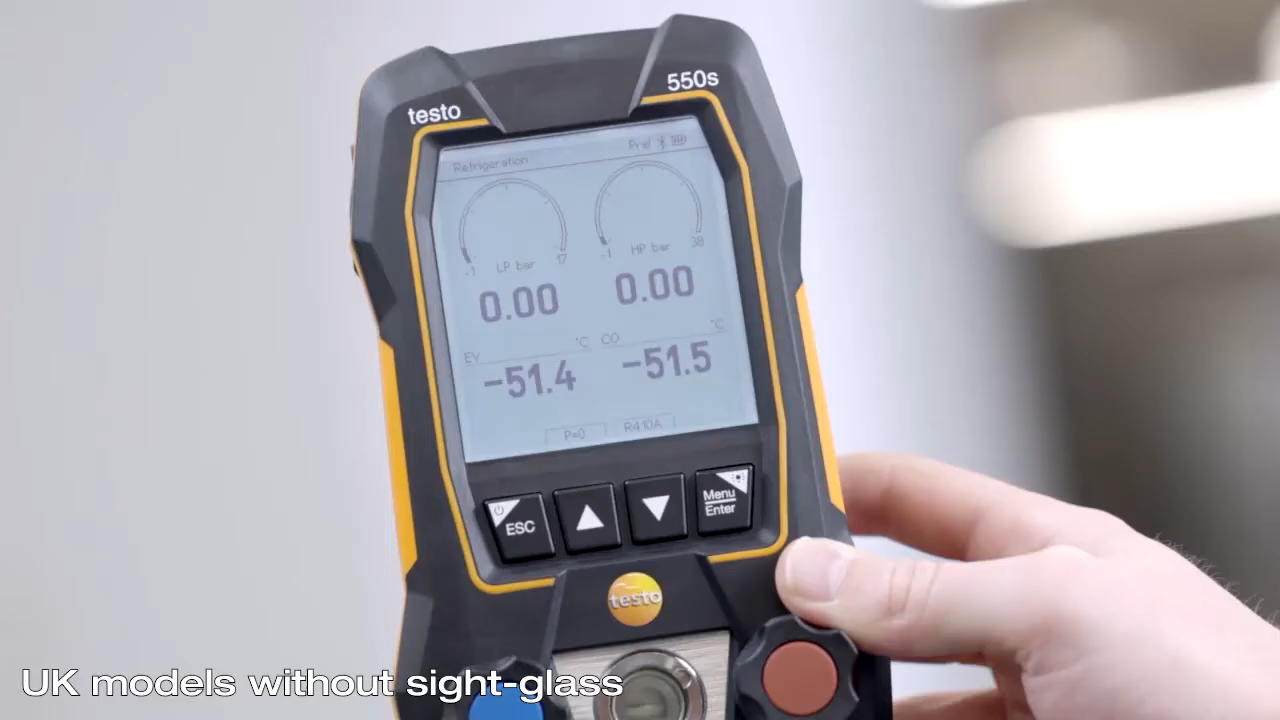 testo
550s
Refrigeration
Prel
-1 LP bar 17
-1 HP bar 38
0.00
0.00
EV °C
CO °C
-51.4
-51.5
P=0
R410A
ESC
Menu
Enter
testo
UK models without sight-glass